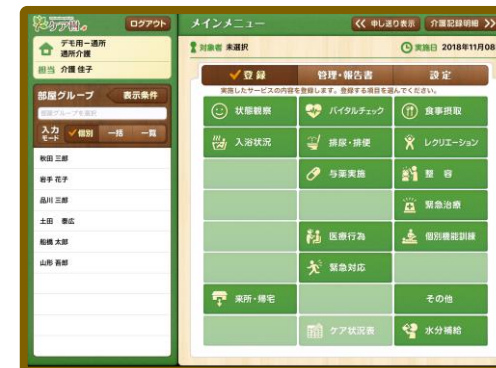 ケア樹
ログアウト
デモ用－通所
通所介護
担当 介護 佳子
部屋グループ
表示条件
部屋グループを選択
入力モード
個別
一括
一覧
秋田 三郎
岩手 花子
品川 三郎
土田 泰広
船橋 太郎
山形 吾郎
メインメニュー
申し送り表示
介護記録明細
対象者 未選択
実施日 2018年11月08
登録
管理・報告書
設定
実施したサービスの内容を登録します。登録する項目を選んでください。
状態観察
バイタルチェック
食事摂取
入浴状況
排尿・排便
レクリエーション
与薬実施
整容
緊急治療
医療行為
個別機能訓練
緊急対応
来所・帰宅
その他
ケア状況表
水分補給